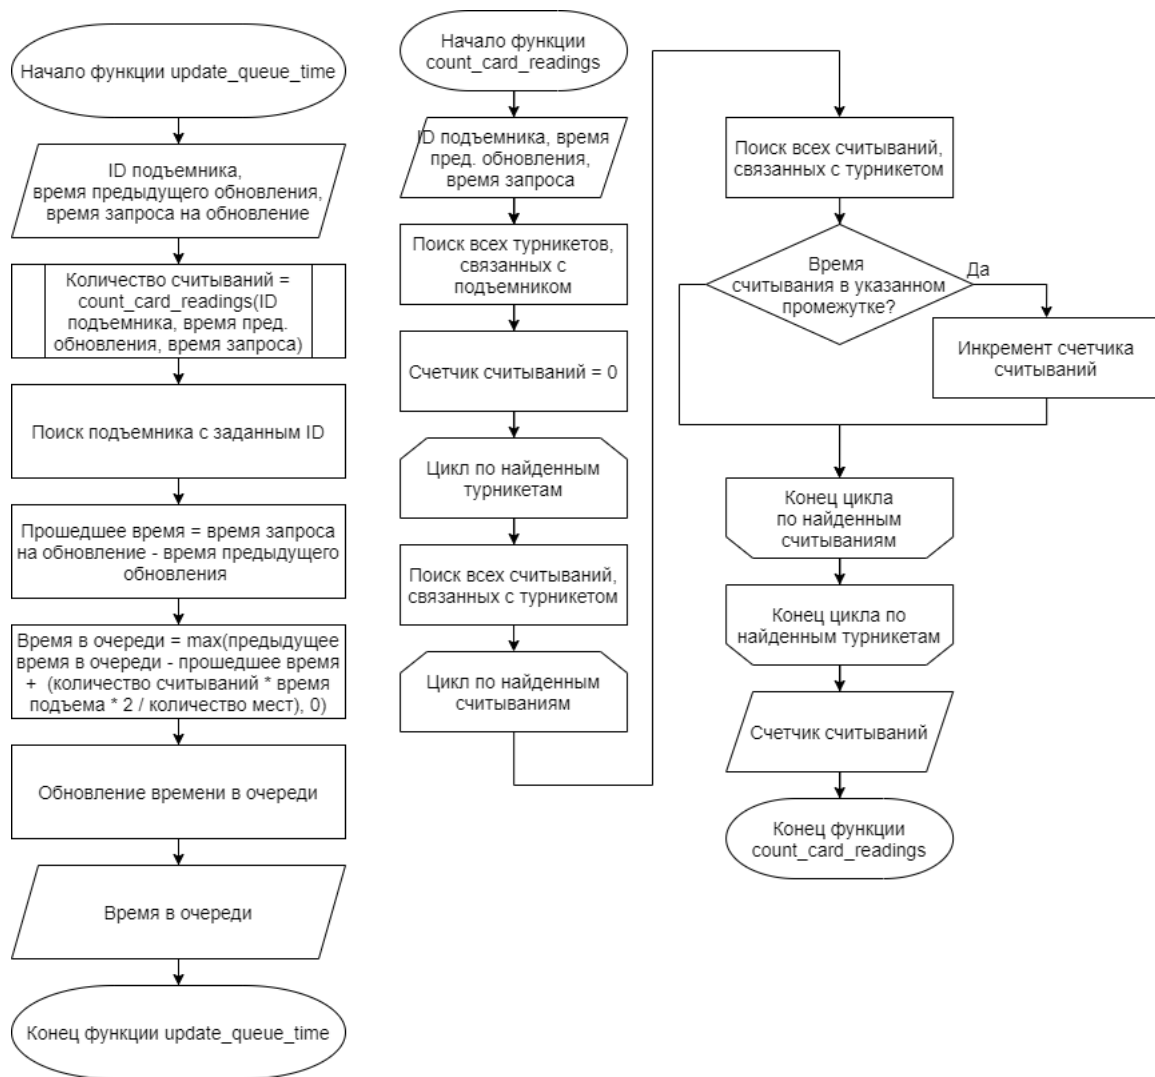 Начало функции update_queue_time
ID подъемника,
время предыдущего обновления,
время запроса на обновление
Количество считываний =
count_card_readings(ID
подъемника, время пред.
обновления, время запроса)
Поиск подъемника с заданным ID
Прошедшее время = время запроса
на обновление - время предыдущего
обновления
Время в очереди = max(предыдущее
время в очереди - прошедшее время
+ (количество считываний * время
подъема * 2 / количество мест), 0)
Обновление времени в очереди
Время в очереди
Конец функции update_queue_time
Начало функции
count_card_readings
ID подъемника, время
пред. обновления,
время запроса
Поиск всех турникетов,
связанных с
подъемником
Счетчик считываний = 0
Цикл по найденным
турникетам
Поиск всех считываний,
связанных с турникетом
Цикл по найденным
считываниям
Поиск всех считываний,
связанных с турникетом
Время
считывания в указанном
промежутке?
Да
Инкремент счетчика
считываний
Конец цикла
по найденным
считываниям
Конец цикла по
найденным турникетам
Счетчик считываний
Конец функции
count_card_readings